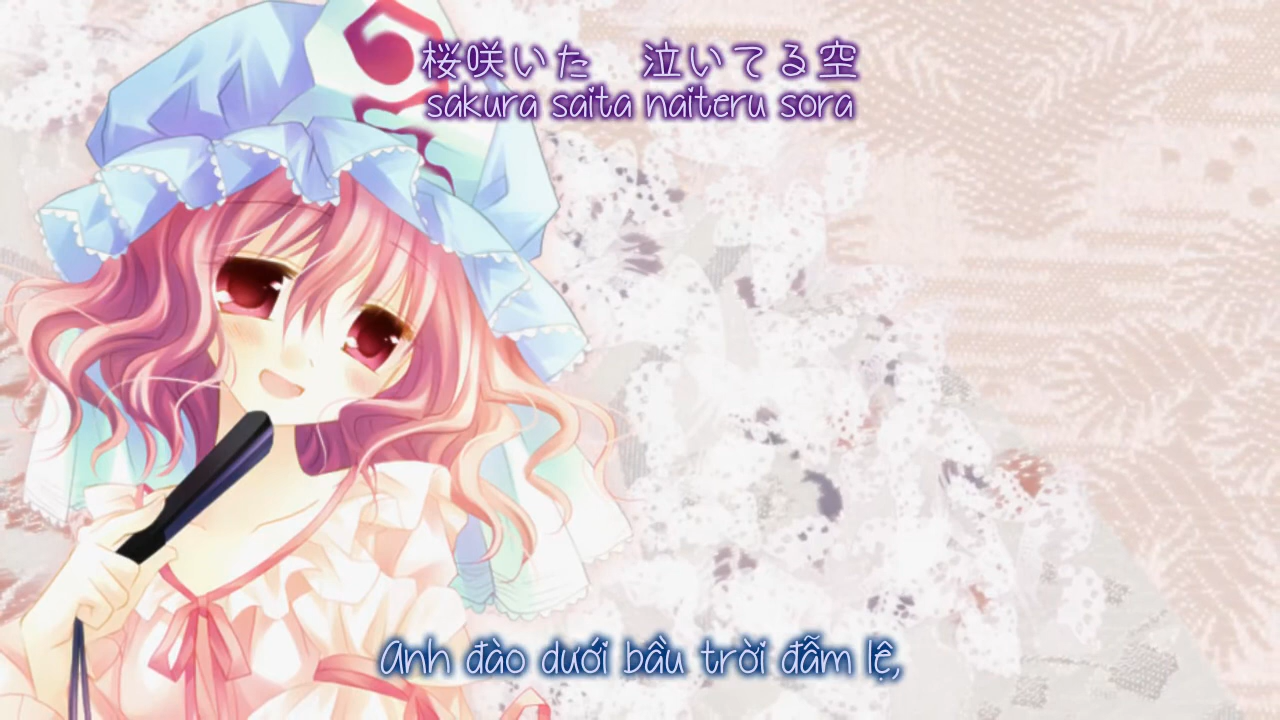 桜咲いた　泣いてる空
sakura saita naiteru sora
Anh đào dưới bầu trời đẫm lệ,